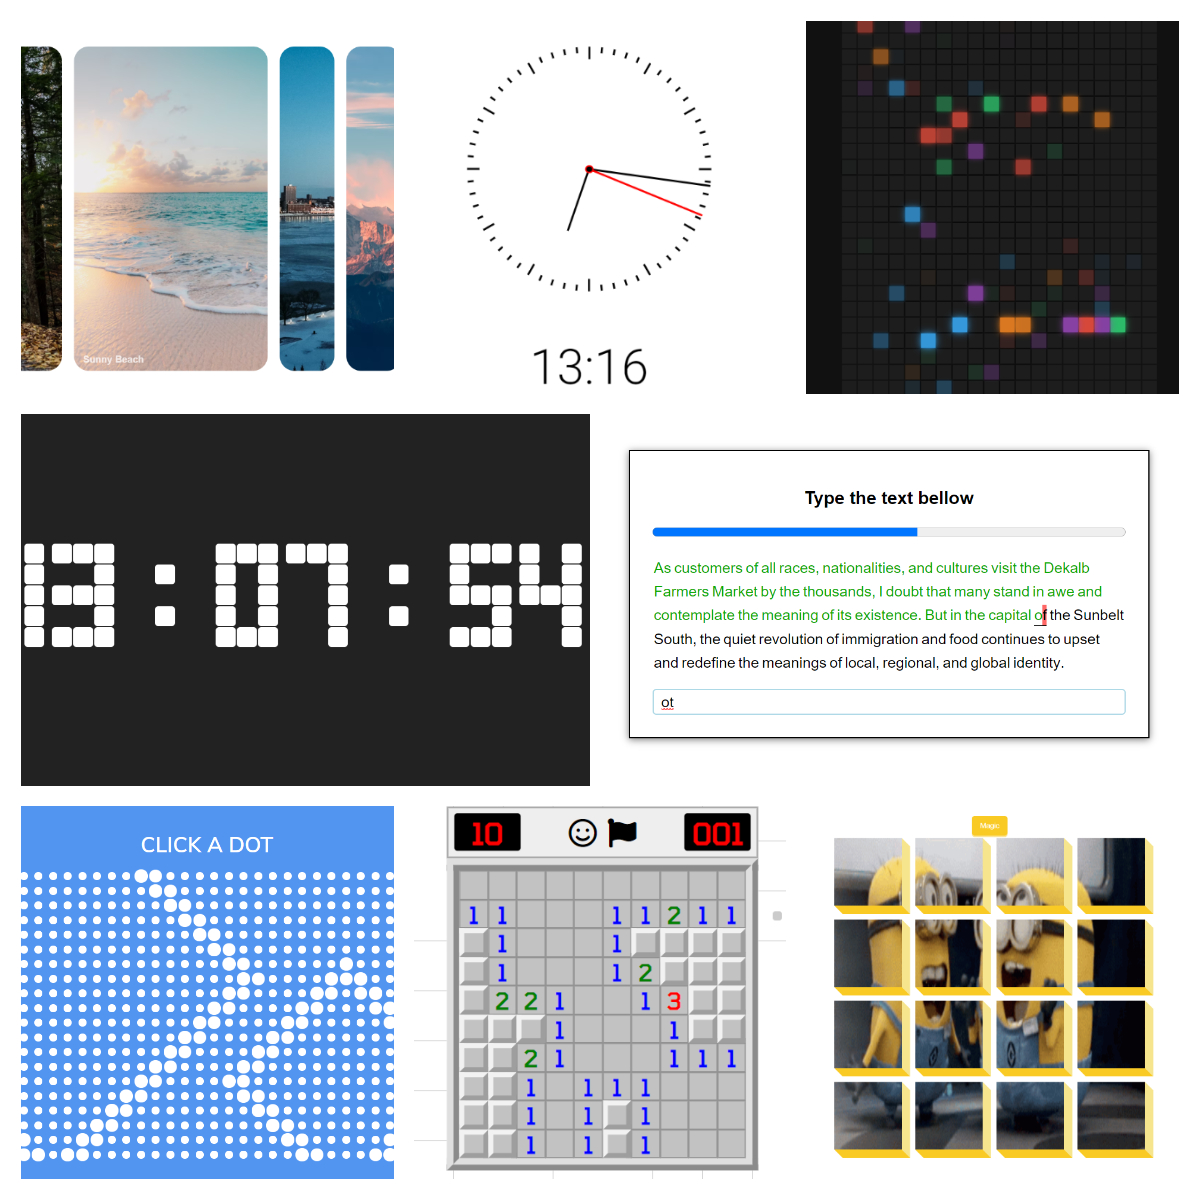 Sunny Beach
13:16
3:07:54
Type the text bellow
As customers of all races, nationalities, and cultures visit the Dekalb
Farmers Market by the thousands, I doubt that many stand in awe and
contemplate the meaning of its existence. But in the capital of the Sunbelt
South, the quiet revolution of immigration and food continues to upset
and redefine the meanings of local, regional, and global identity.
ot
CLICK A DOT
10 001
1 1 1 1 2 1 1
1 1
1 1 2
2 2 1 1 3
1 1
2 1 1 1 1
1 1 1 1
1 1 1
1 1 1
Magic